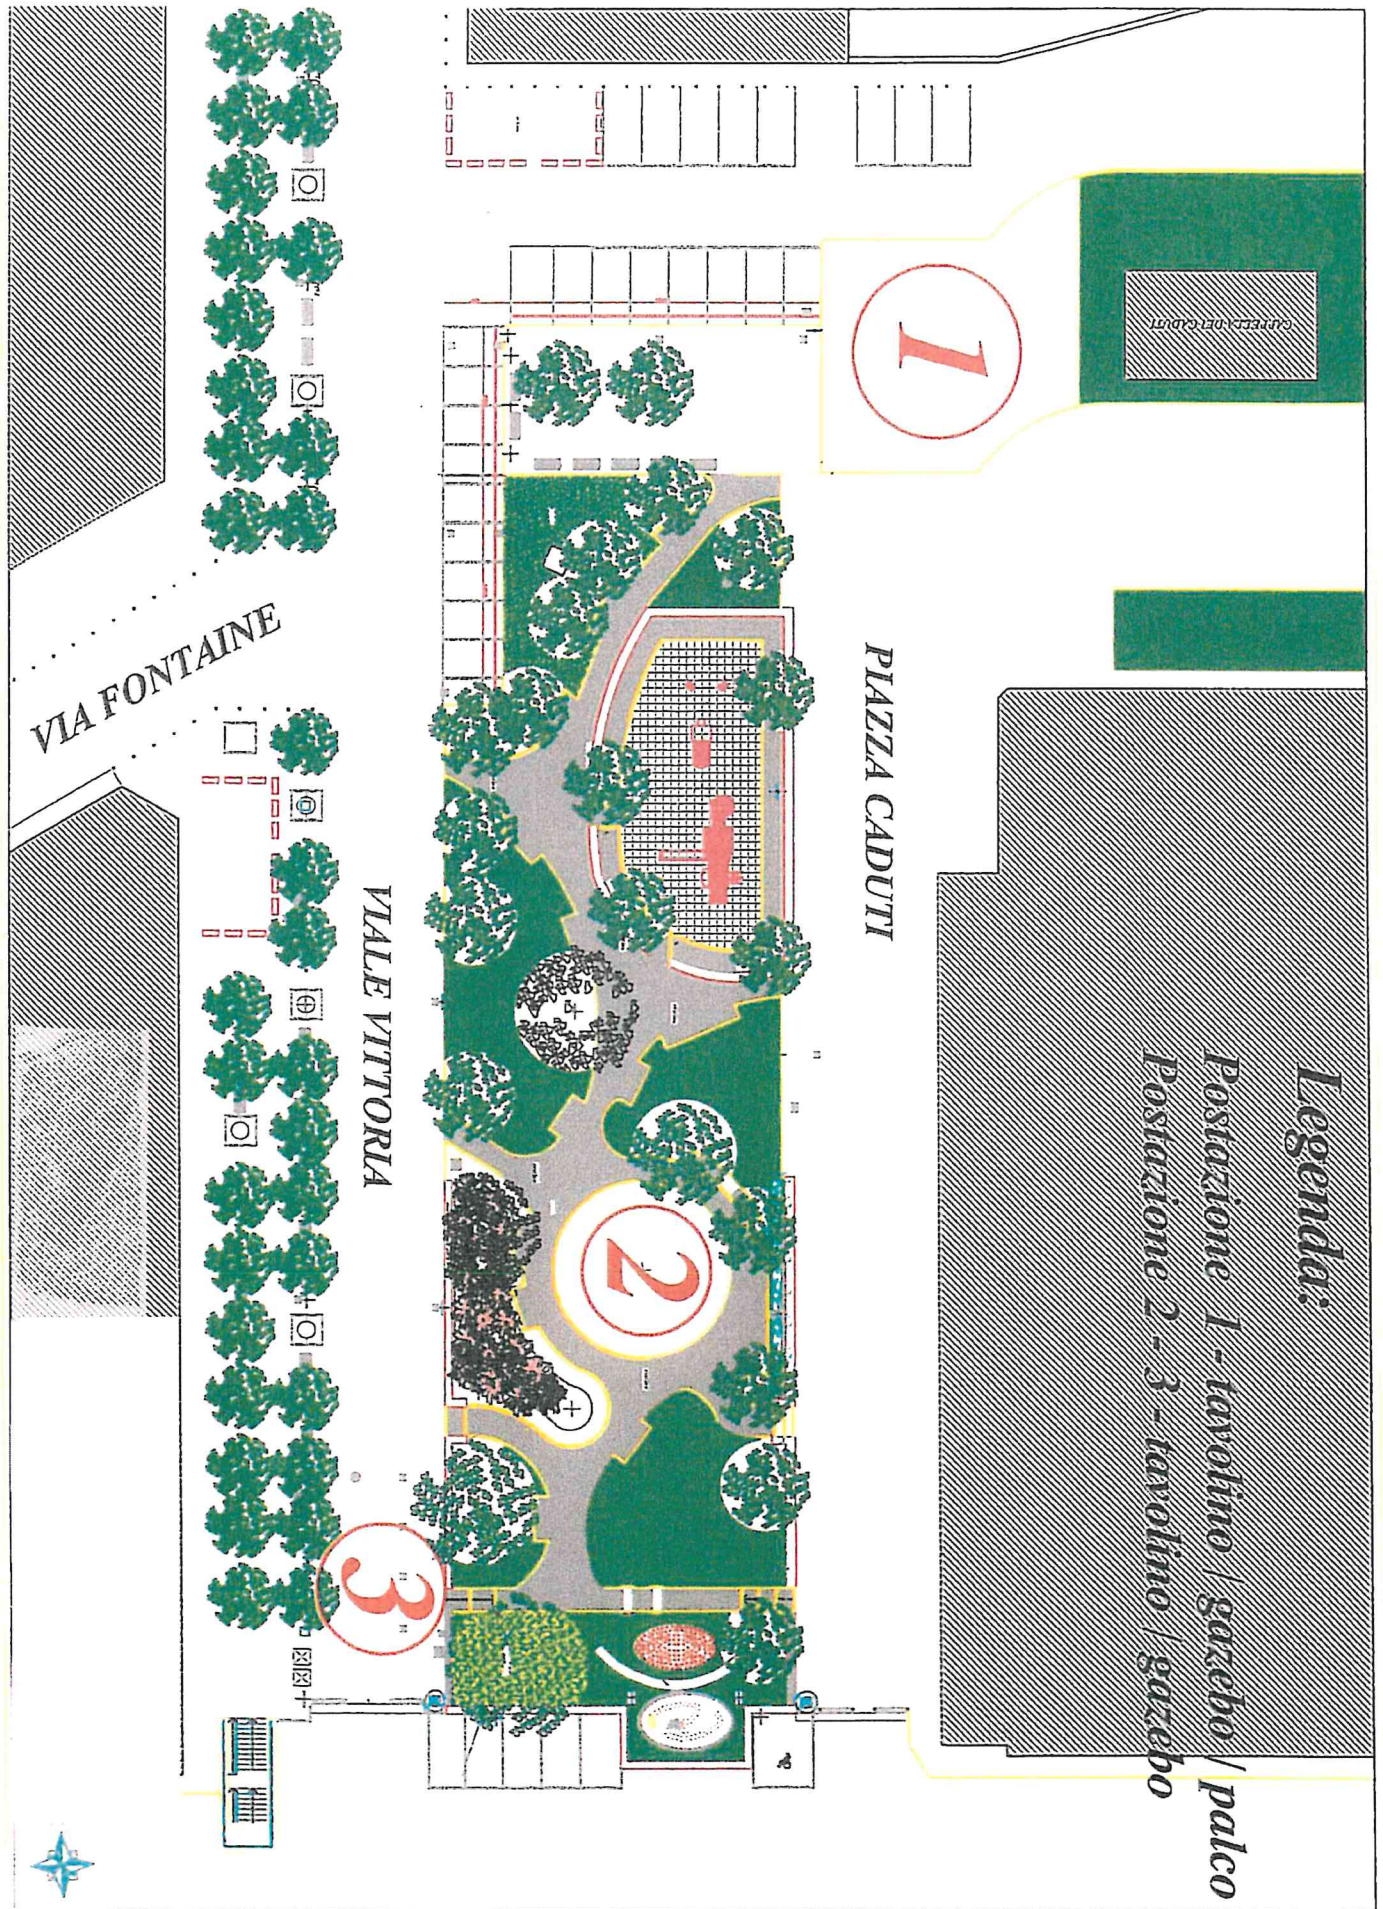 Legenda:
Postazione 1 - tavolino / gazebo / palco
Postazione 2 - 3 - tavolino / gazebo
CAPPELLA DEI CADUTI
1
PIAZZA CADUTI
2
3
VIALE VITTORIA
VIA FONTAINE